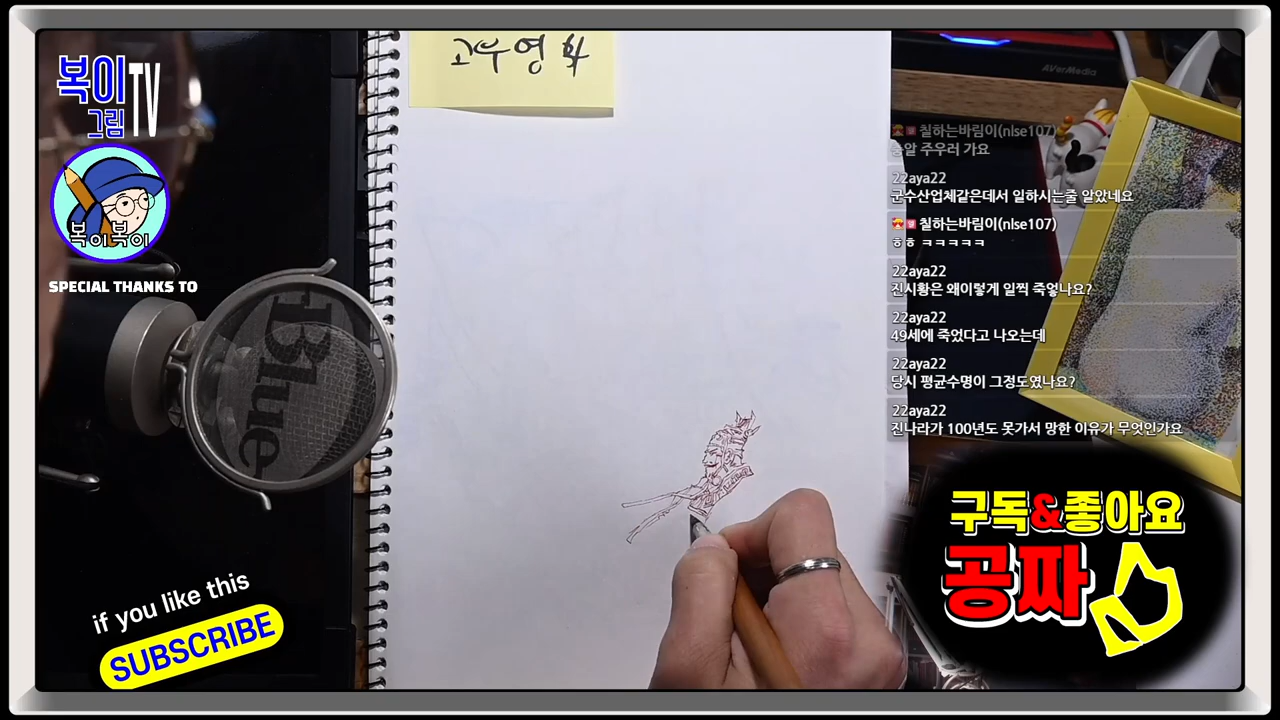 복이
그림
TV
복이복이
SPECIAL THANKS TO
Blue
if you like this
SUBSCRIBE
고우영 화
AVerMedia
칠하는바림이(nlse107)
주우러 가요
22aya22
군수산업체같은데서 일하시는줄 알았네요
칠하는바림이(nlse107)
ㅎㅎ ㅋㅋㅋㅋㅋ
22aya22
진시황은 왜이렇게 일찍 죽엏나요?
22aya22
49세에 죽었다고 나오는데
22aya22
당시 평균수명이 그정도였나요?
22aya22
진나라가 100년도 못가서 망한 이유가 무엇인가요
구독&좋아요
공짜